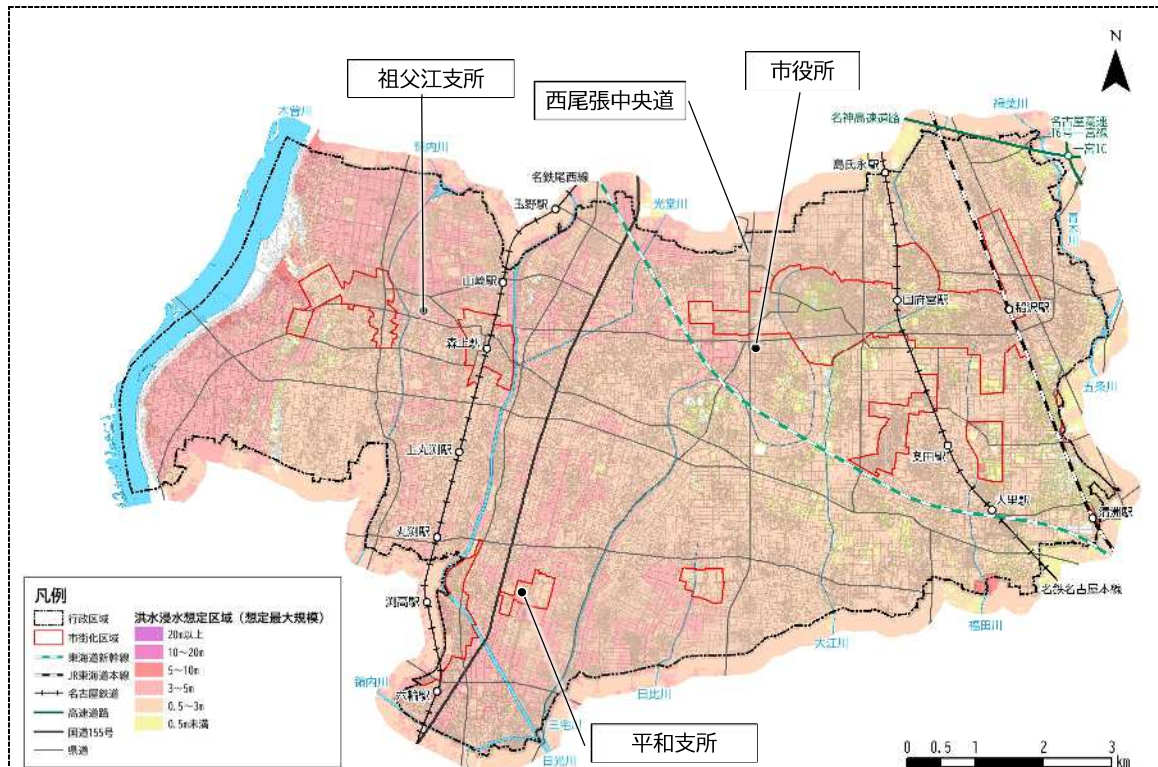 N
祖父江支所
市役所
西尾張中央道
木曽川
領内川
名鉄尾西線
玉野駅
光堂川
名神高速道路
名古屋高速
16号一宮線
一宮IC
島氏永駅
青木川
山崎駅
国府宮駅
稲沢駅
森上駅
五条川
上丸渕駅
奥田駅
大里駅
清洲駅
丸渕駅
渕高駅
名鉄名古屋本線
福田川
大江川
日比川
領内川
六輪駅
三宅川
日光川
平和支所
凡例
行政区域
市街化区域
東海道新幹線
JR東海道本線
名古屋鉄道
高速道路
国道155号
県道
洪水浸水想定区域（想定最大規模）
20m以上
10～20m
5～10m
3～5m
0.5～3m
0.5m未満
0 0.5 1 2 3
km